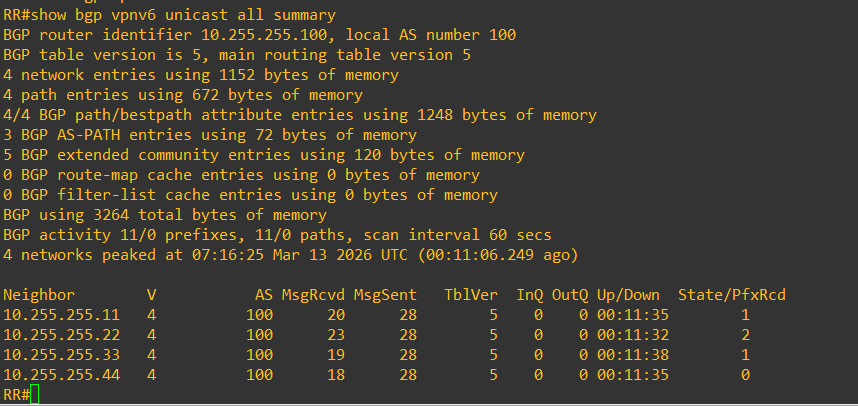 RR#show bgp vpnv6 unicast all summary
BGP router identifier 10.255.255.100, local AS number 100
BGP table version is 5, main routing table version 5
4 network entries using 1152 bytes of memory
4 path entries using 672 bytes of memory
4/4 BGP path/bestpath attribute entries using 1248 bytes of memory
3 BGP AS-PATH entries using 72 bytes of memory
5 BGP extended community entries using 120 bytes of memory
0 BGP route-map cache entries using 0 bytes of memory
0 BGP filter-list cache entries using 0 bytes of memory
BGP using 3264 total bytes of memory
BGP activity 11/0 prefixes, 11/0 paths, scan interval 60 secs
4 networks peaked at 07:16:25 Mar 13 2026 UTC (00:11:06.249 ago)

Neighbor        V           AS MsgRcvd MsgSent   TblVer  InQ OutQ Up/Down  State/PfxRcd
10.255.255.11   4          100      20      28        5    0    0 00:11:35        1
10.255.255.22   4          100      23      28        5    0    0 00:11:32        2
10.255.255.33   4          100      19      28        5    0    0 00:11:38        1
10.255.255.44   4          100      18      28        5    0    0 00:11:35        0
RR#